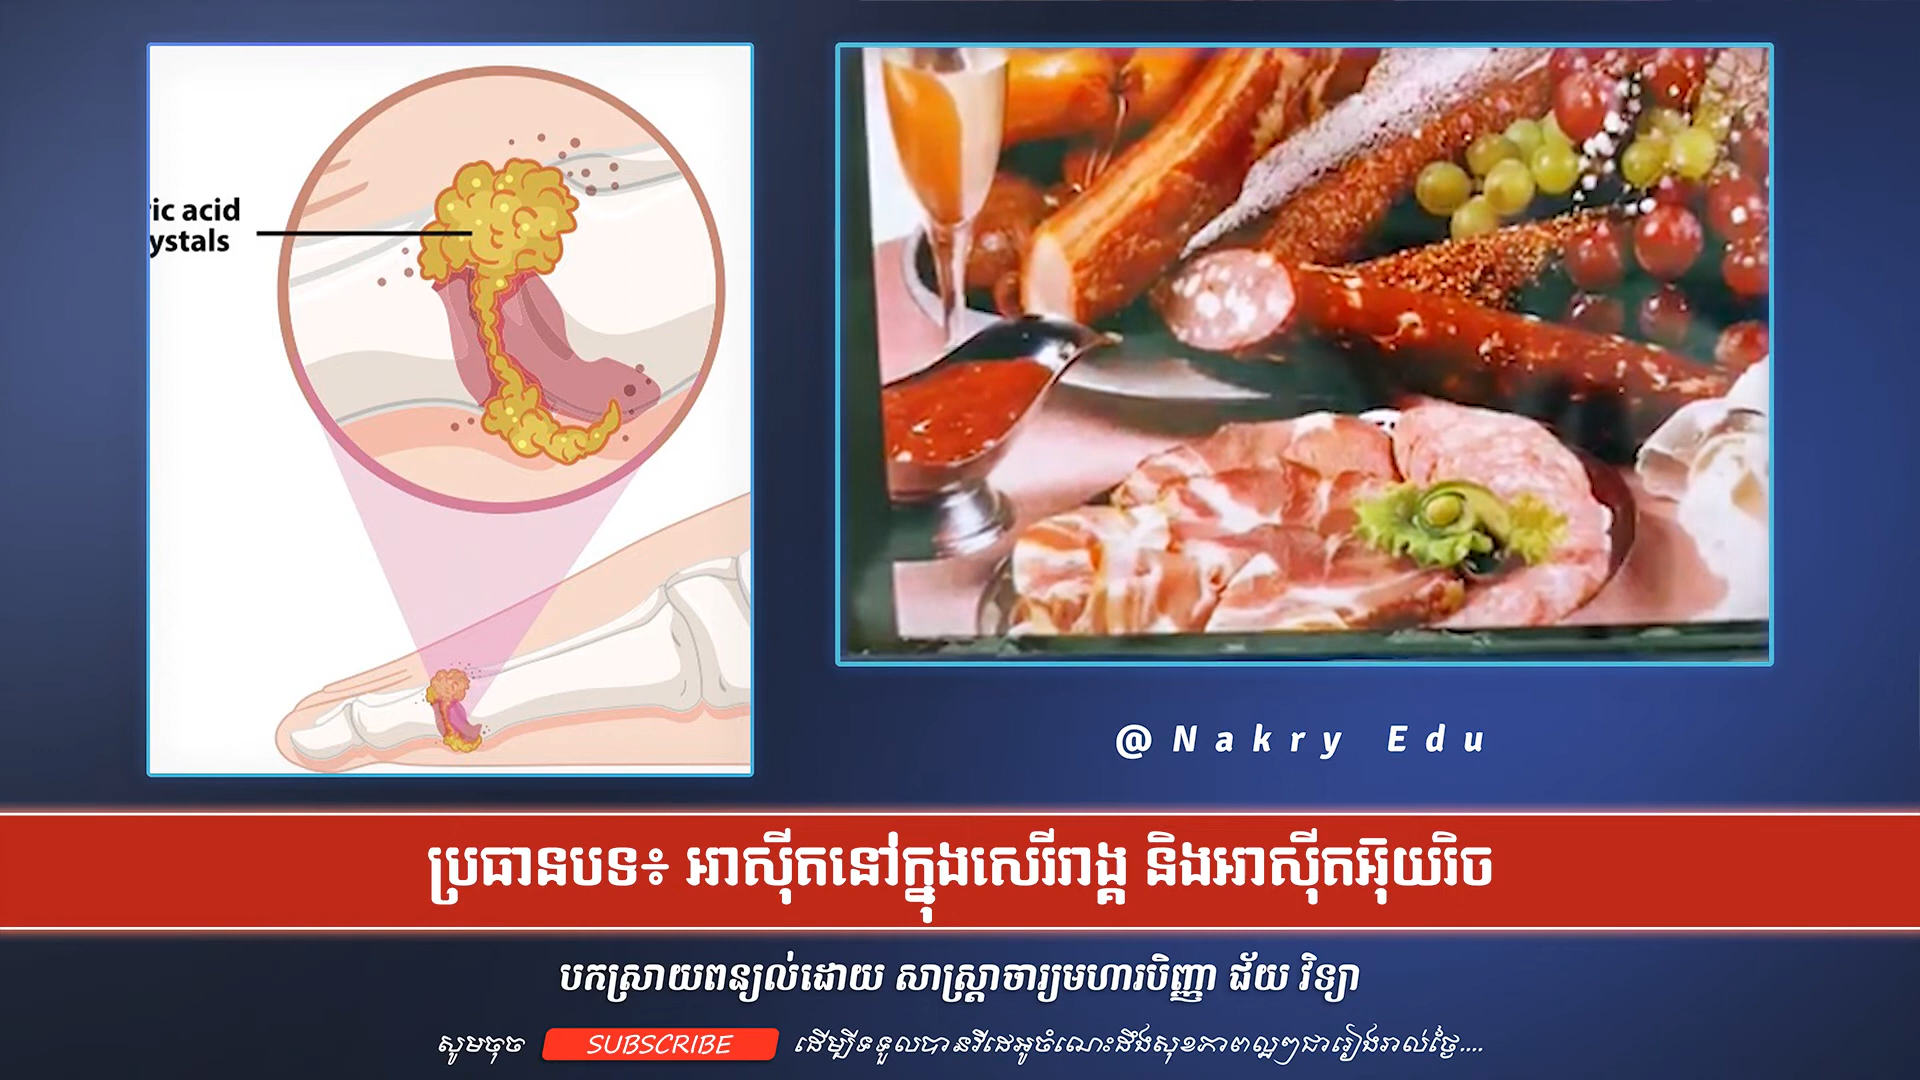 ric acid
ystals
@Nakry Edu
ប្រធានបទ៖ អាស៊ីតនៅក្នុងសេរីរាង្គ និងអាស៊ីតអ៊ុយរិច
បកស្រាយពន្យល់ដោយ សាស្ត្រាចារ្យមហាបរិញ្ញា ជ័យ វិទ្យា
សូមចុច SUBSCRIBE ដើម្បីទទួលបានវីដេអូចំណេះដឹងសុខភាពល្អៗជារៀងរាល់ថ្ងៃ....